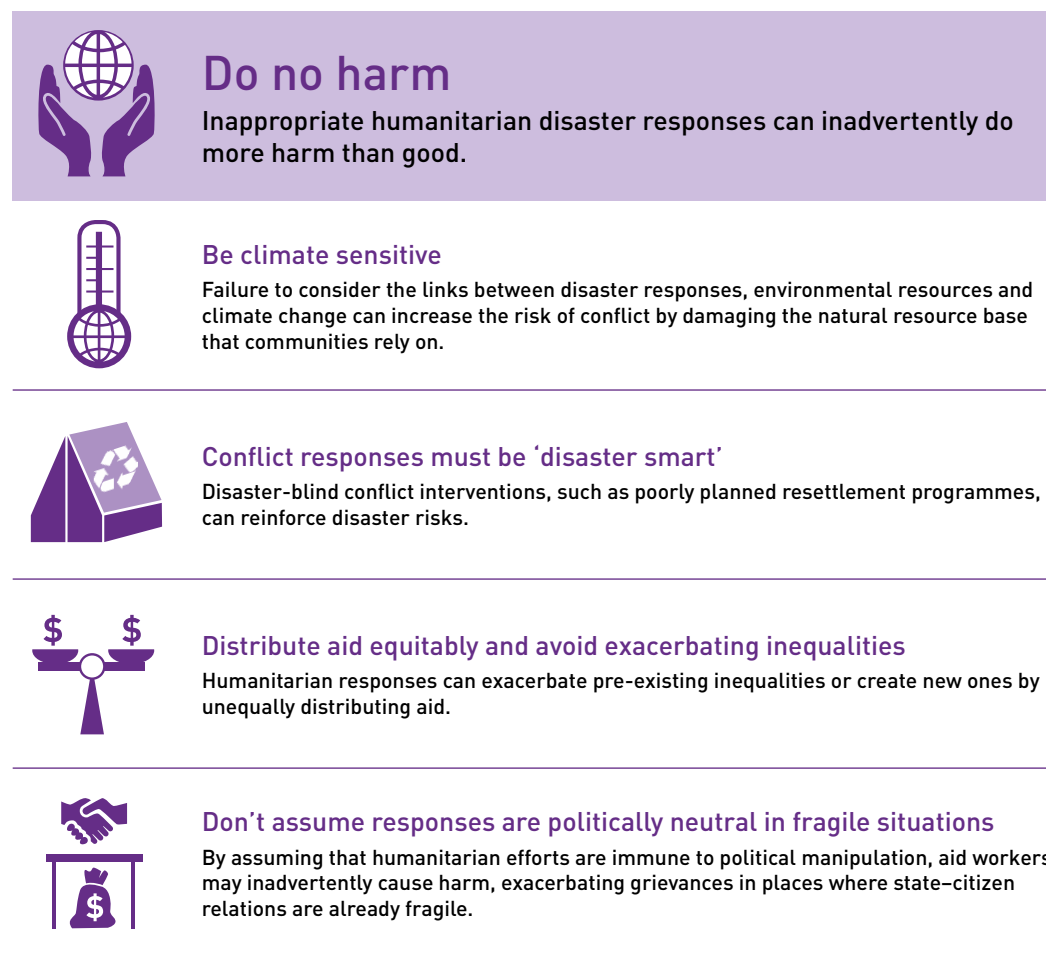 Do no harm
Inappropriate humanitarian disaster responses can inadvertently do
more harm than good.
Be climate sensitive
Failure to consider the links between disaster responses, environmental resources and
climate change can increase the risk of conflict by damaging the natural resource base
that communities rely on.
Conflict responses must be ‘disaster smart’
Disaster-blind conflict interventions, such as poorly planned resettlement programmes,
can reinforce disaster risks.
$ $
Distribute aid equitably and avoid exacerbating inequalities
Humanitarian responses can exacerbate pre-existing inequalities or create new ones by
unequally distributing aid.
Don’t assume responses are politically neutral in fragile situations
By assuming that humanitarian efforts are immune to political manipulation, aid workers
may inadvertently cause harm, exacerbating grievances in places where state–citizen
relations are already fragile.
$